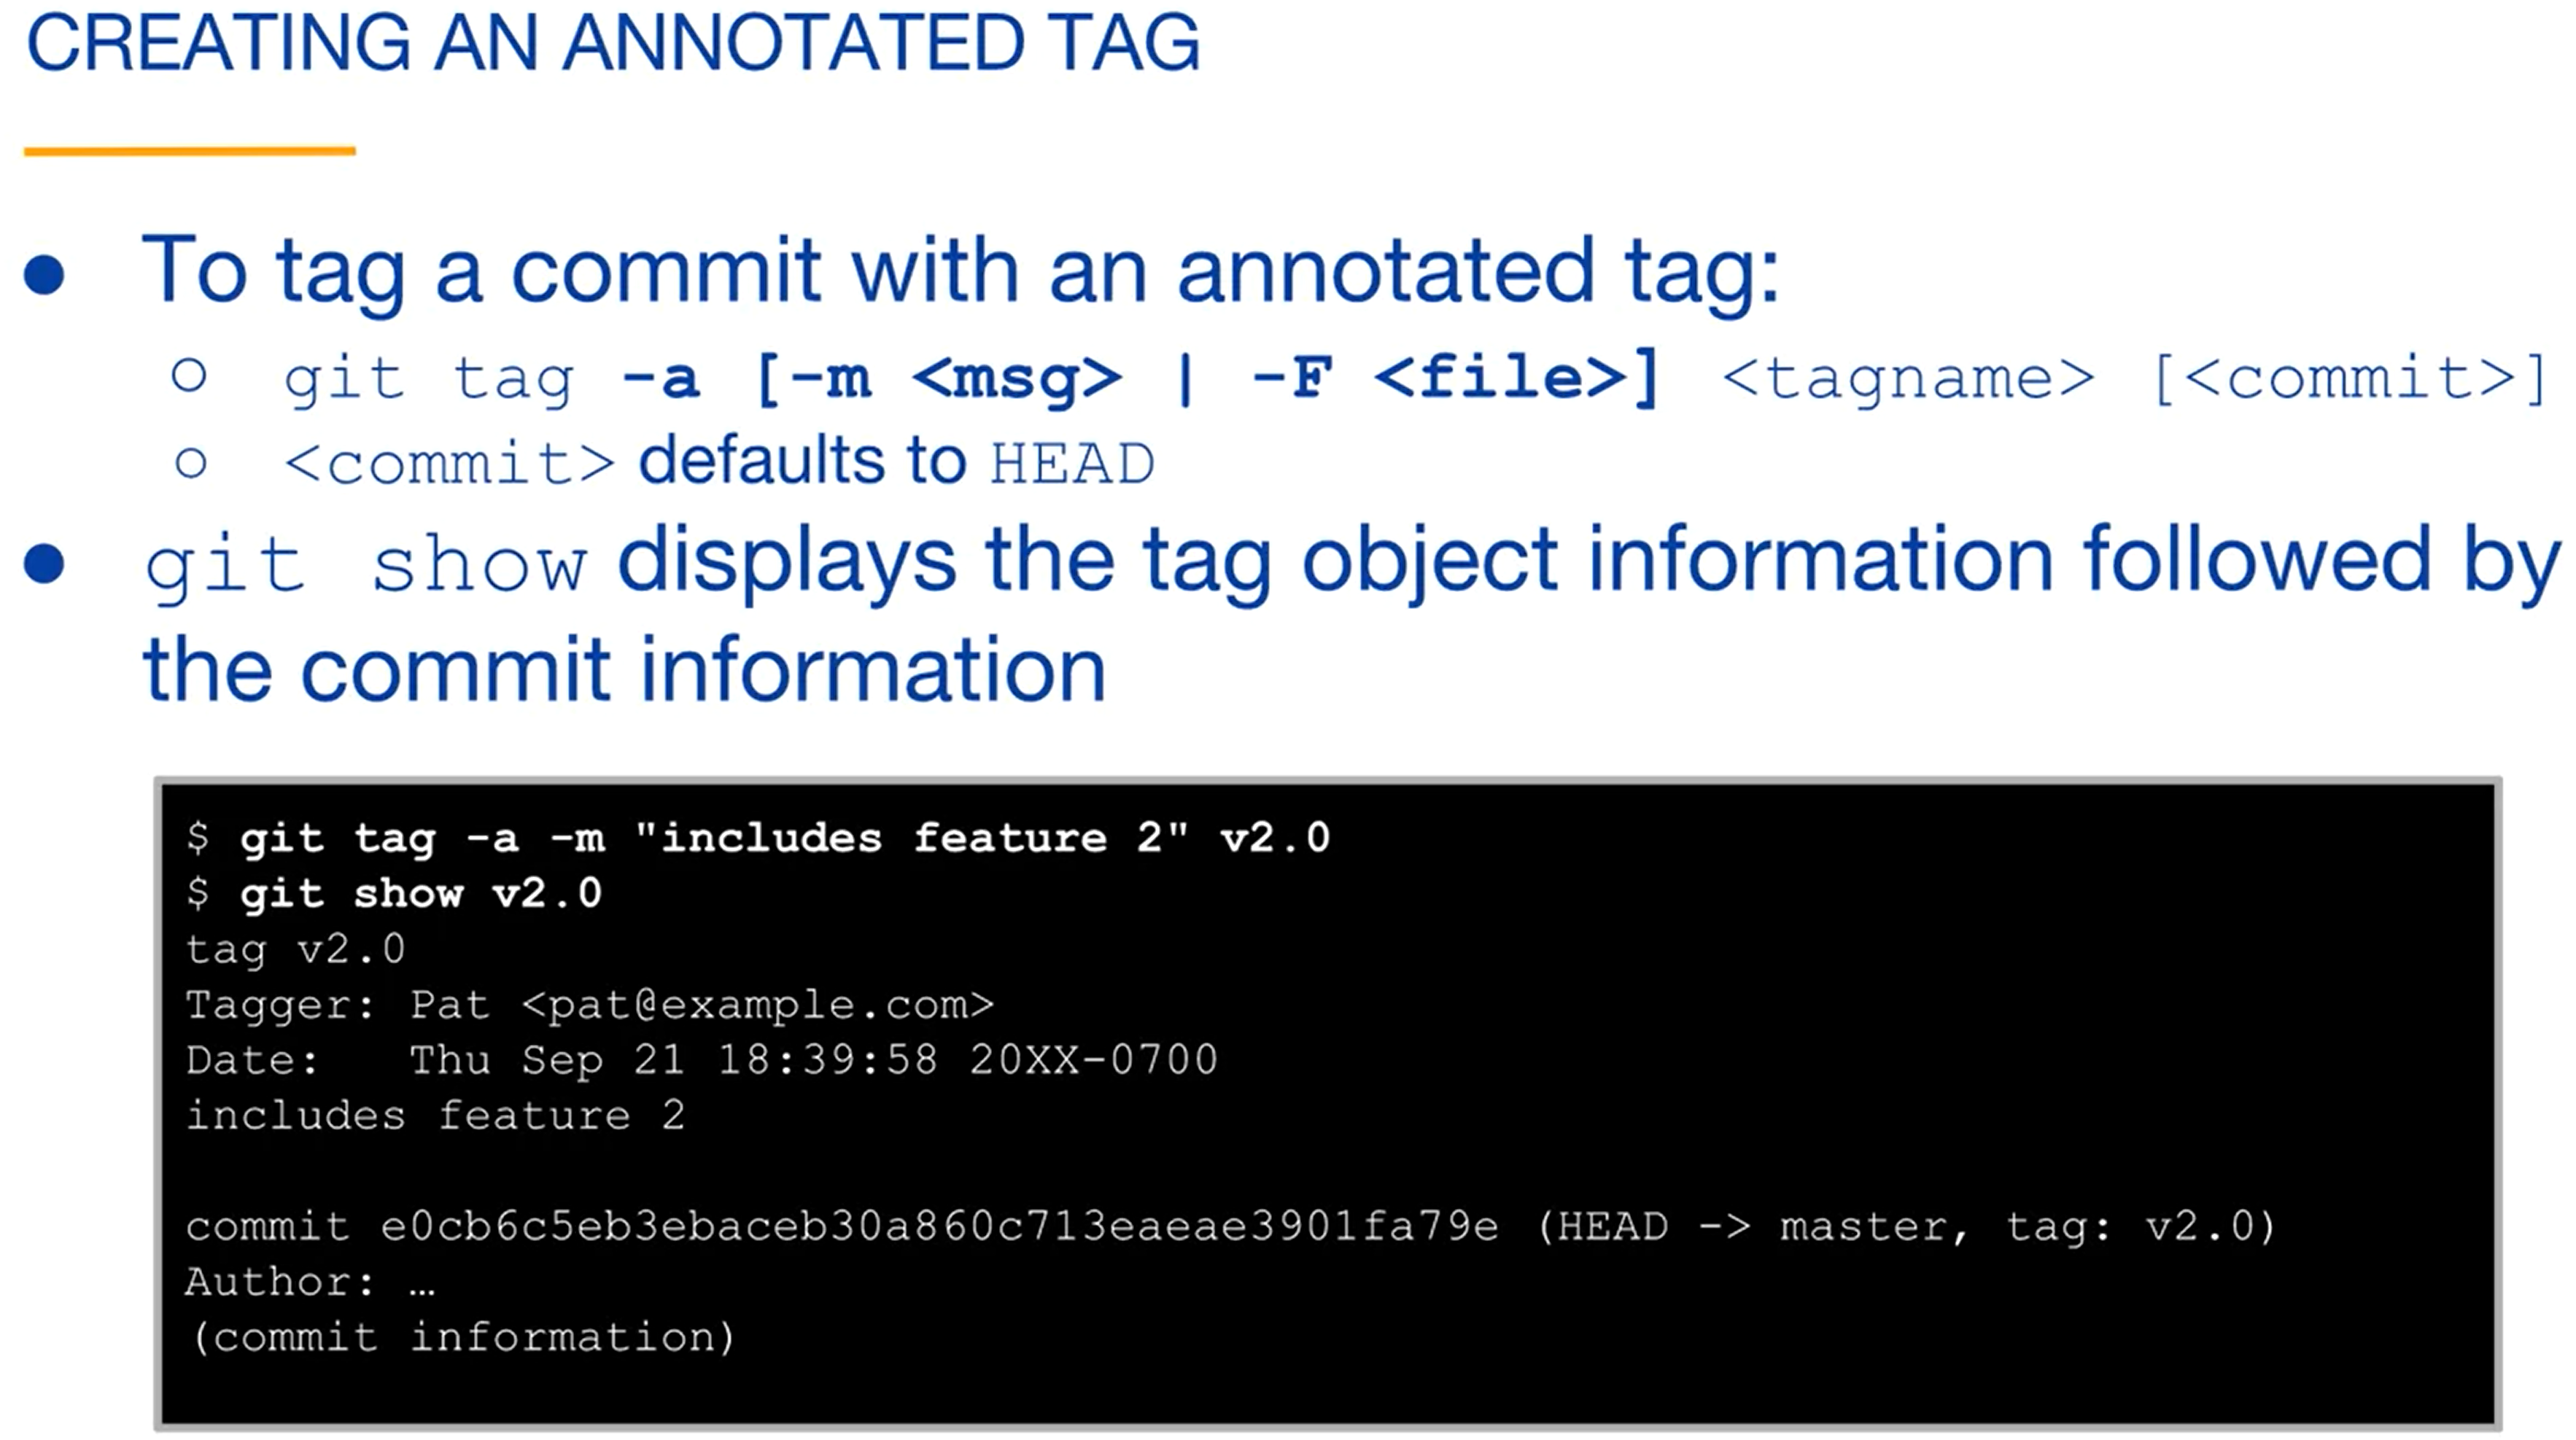 CREATING AN ANNOTATED TAG
● To tag a commit with an annotated tag:
○ git tag -a [-m <msg> | -F <file>] <tagname> [<commit>]
○ <commit> defaults to HEAD
● git show displays the tag object information followed by
the commit information
$ git tag -a -m "includes feature 2" v2.0
$ git show v2.0
tag v2.0
Tagger: Pat <pat@example.com>
Date:   Thu Sep 21 18:39:58 20XX-0700
includes feature 2
commit e0cb6c5eb3ebaceb30a860c713eaeae3901fa79e (HEAD -> master, tag: v2.0)
Author: …
(commit information)